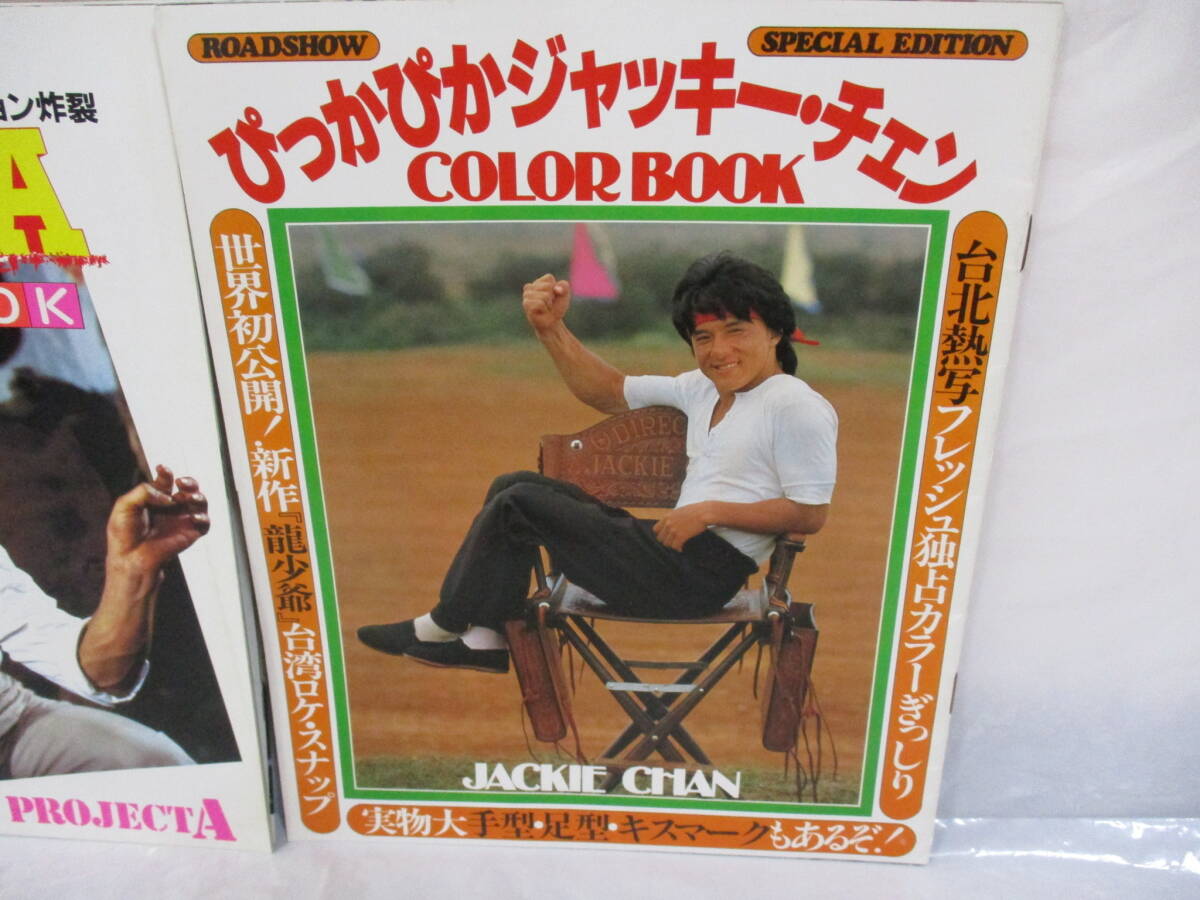 ョン炸裂
A
OK
PROJECTA
ROADSHOW
SPECIAL EDITION
ぴっかぴかジャッキー・チェン
COLOR BOOK
世界初公開!新作『龍少爺』台湾ロケ・スナップ
台北熱写フレッシュ独占カラーぎっしり
DIREC
JACKIE
JACKIE CHAN
実物大手型・足型・キスマークもあるぞ!